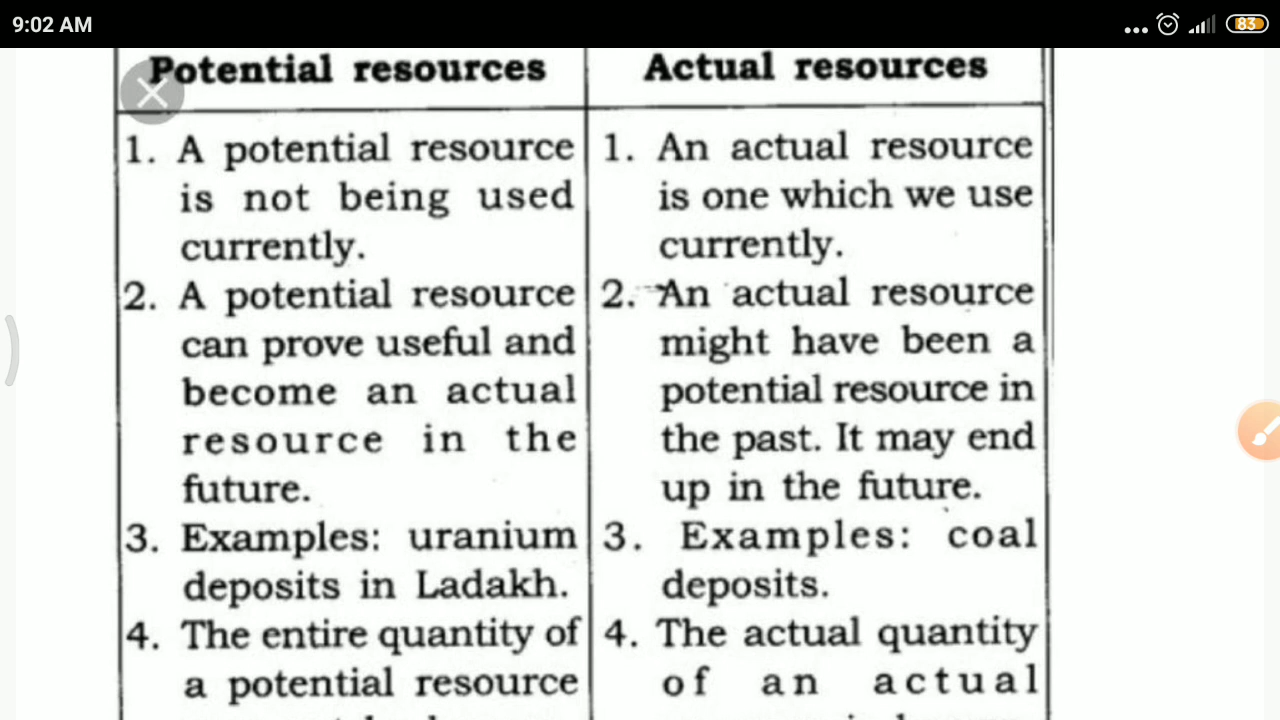 9:02 AM
83
Potential resources
Actual resources
1. A potential resource
is not being used
currently.
2. A potential resource
can prove useful and
become an actual
resource in the
future.
3. Examples: uranium
deposits in Ladakh.
4. The entire quantity of
a potential resource
1. An actual resource
is one which we use
currently.
2. An actual resource
might have been a
potential resource in
the past. It may end
up in the future.
3. Examples: coal
deposits.
4. The actual quantity
of an actual